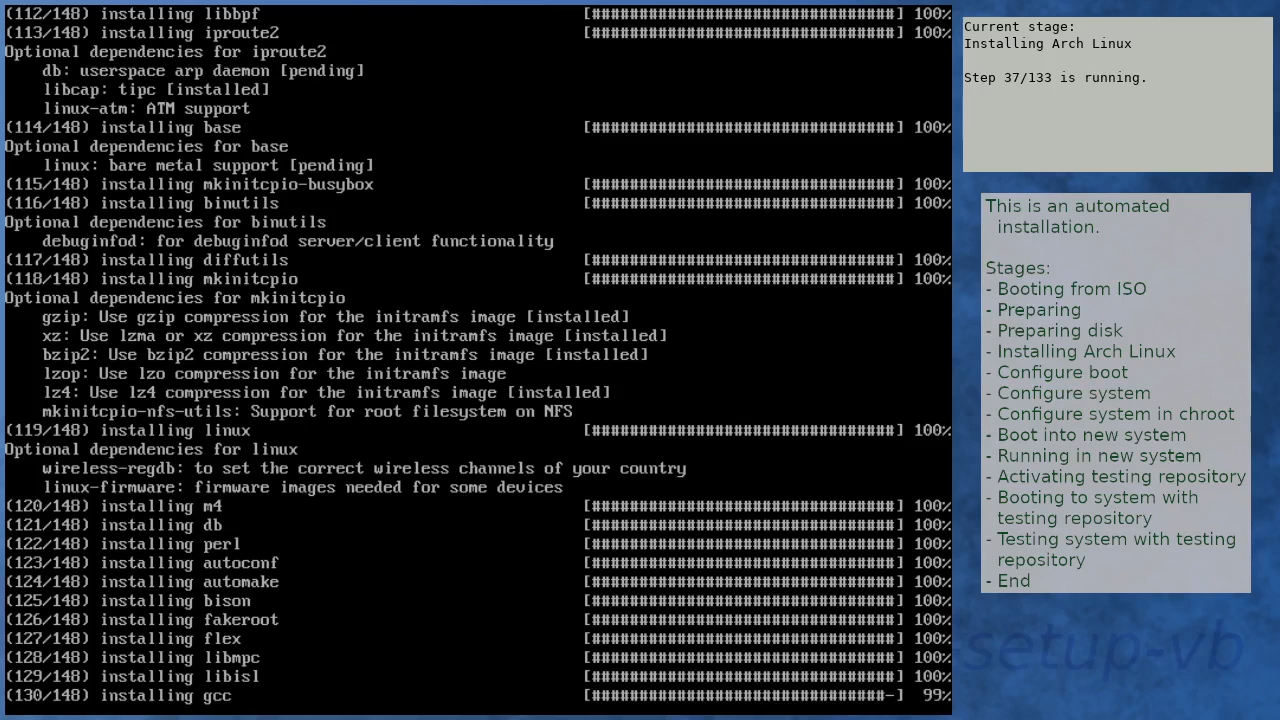 (112/148) installing libbpf [################################] 100%
(113/148) installing iproute2 [################################] 100%
Optional dependencies for iproute2
db: userspace arp daemon [pending]
libcap: tipc [installed]
linux-atm: ATM support
(114/148) installing base [################################] 100%
Optional dependencies for base
linux: bare metal support [pending]
(115/148) installing mkinitcpio-busybox [################################] 100%
(116/148) installing binutils [################################] 100%
Optional dependencies for binutils
debuginfod: for debuginfod server/client functionality
(117/148) installing diffutils [################################] 100%
(118/148) installing mkinitcpio [################################] 100%
Optional dependencies for mkinitcpio
gzip: Use gzip compression for the initramfs image [installed]
xz: Use lzma or xz compression for the initramfs image [installed]
bzip2: Use bzip2 compression for the initramfs image [installed]
lzop: Use lzo compression for the initramfs image
lz4: Use lz4 compression for the initramfs image [installed]
mkinitcpio-nfs-utils: Support for root filesystem on NFS
(119/148) installing linux [################################] 100%
Optional dependencies for linux
wireless-regdb: to set the correct wireless channels of your country
linux-firmware: firmware images needed for some devices
(120/148) installing m4 [################################] 100%
(121/148) installing db [################################] 100%
(122/148) installing perl [################################] 100%
(123/148) installing autoconf [################################] 100%
(124/148) installing automake [################################] 100%
(125/148) installing bison [################################] 100%
(126/148) installing fakeroot [################################] 100%
(127/148) installing flex [################################] 100%
(128/148) installing libmpc [################################] 100%
(129/148) installing libisl [################################] 100%
(130/148) installing gcc [###############################-] 99%
Current stage:
Installing Arch Linux
Step 37/133 is running.
This is an automated
installation.
Stages:
- Booting from ISO
- Preparing
- Preparing disk
- Installing Arch Linux
- Configure boot
- Configure system
- Configure system in chroot
- Boot into new system
- Running in new system
- Activating testing repository
- Booting to system with
testing repository
- Testing system with testing
repository
- End
setup-vb